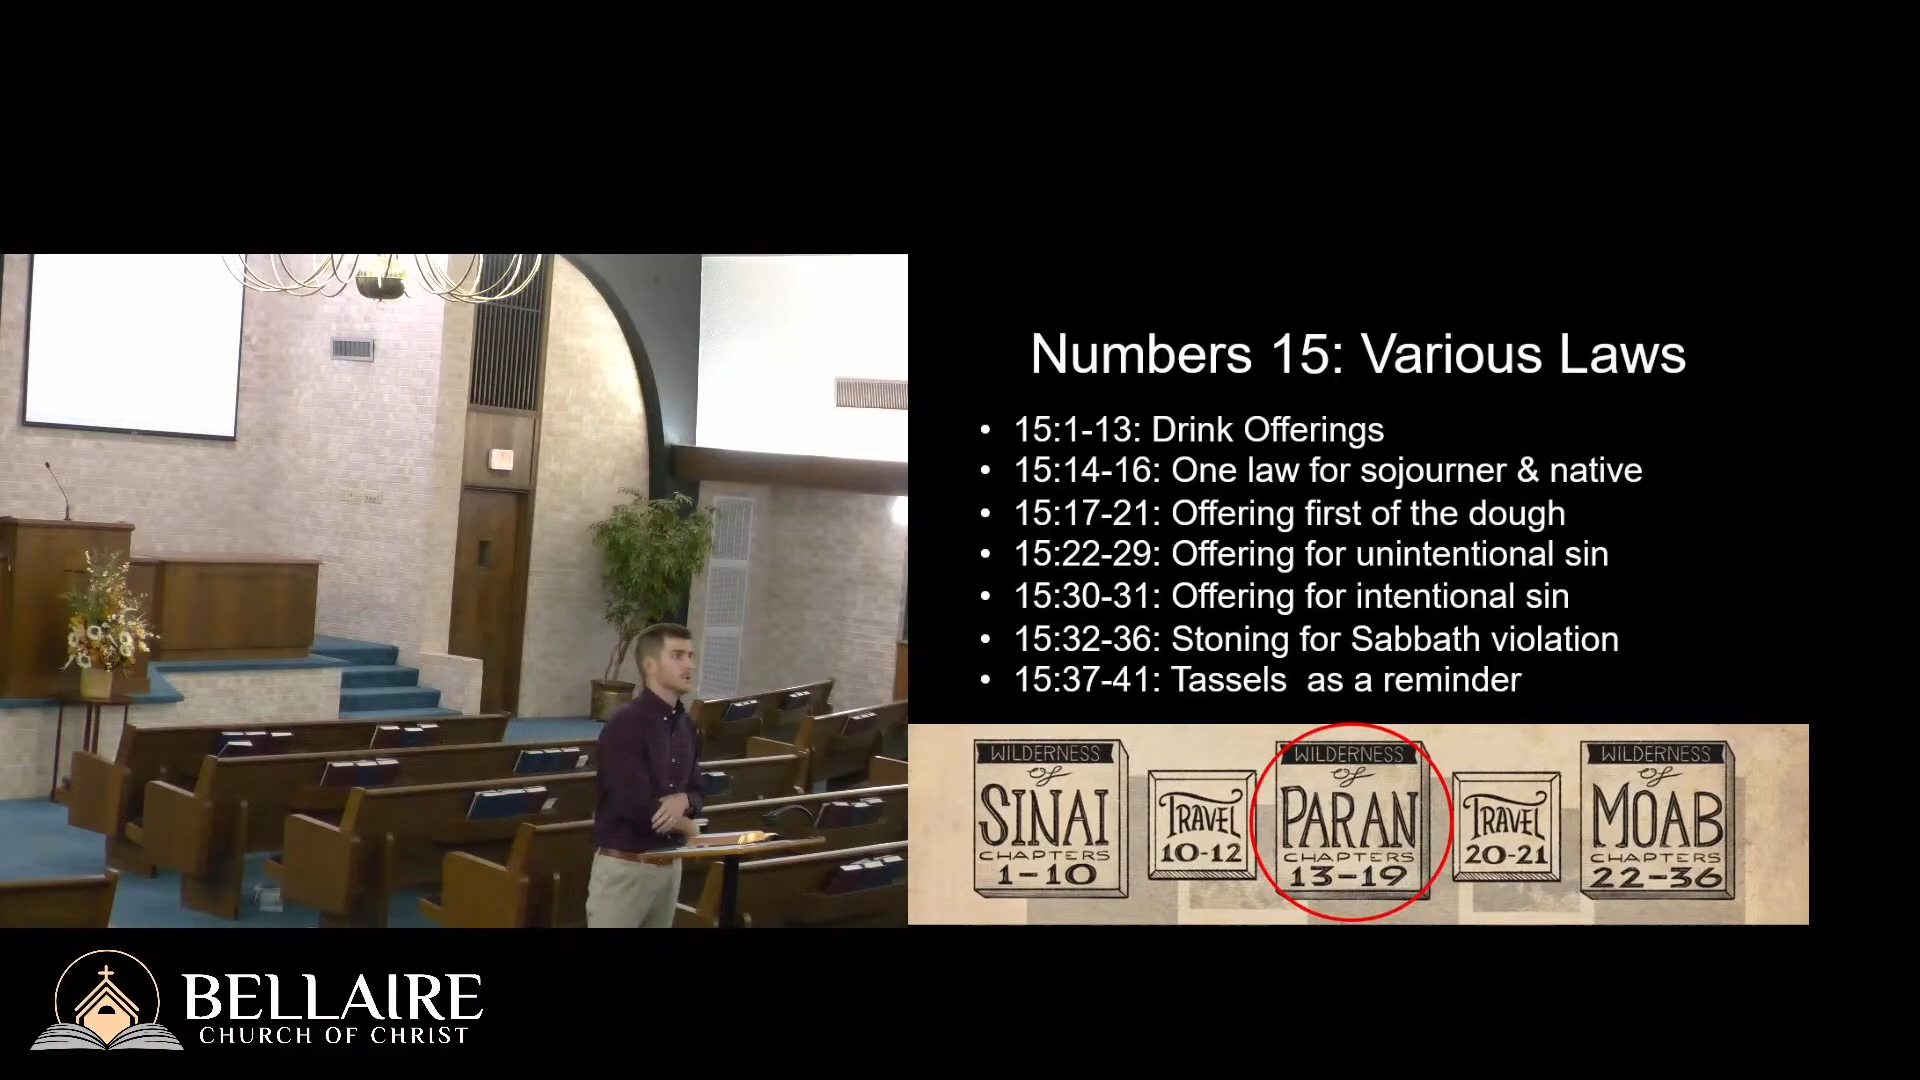 Numbers 15: Various Laws
• 15:1-13: Drink Offerings
• 15:14-16: One law for sojourner & native
• 15:17-21: Offering first of the dough
• 15:22-29: Offering for unintentional sin
• 15:30-31: Offering for intentional sin
• 15:32-36: Stoning for Sabbath violation
• 15:37-41: Tassels  as a reminder
WILDERNESS
of
SINAI
CHAPTERS
1-10
TRAVEL
10-12
WILDERNESS
of
PARAN
CHAPTERS
13-19
TRAVEL
20-21
WILDERNESS
of
MOAB
CHAPTERS
22-36
BELLAIRE
CHURCH OF CHRIST